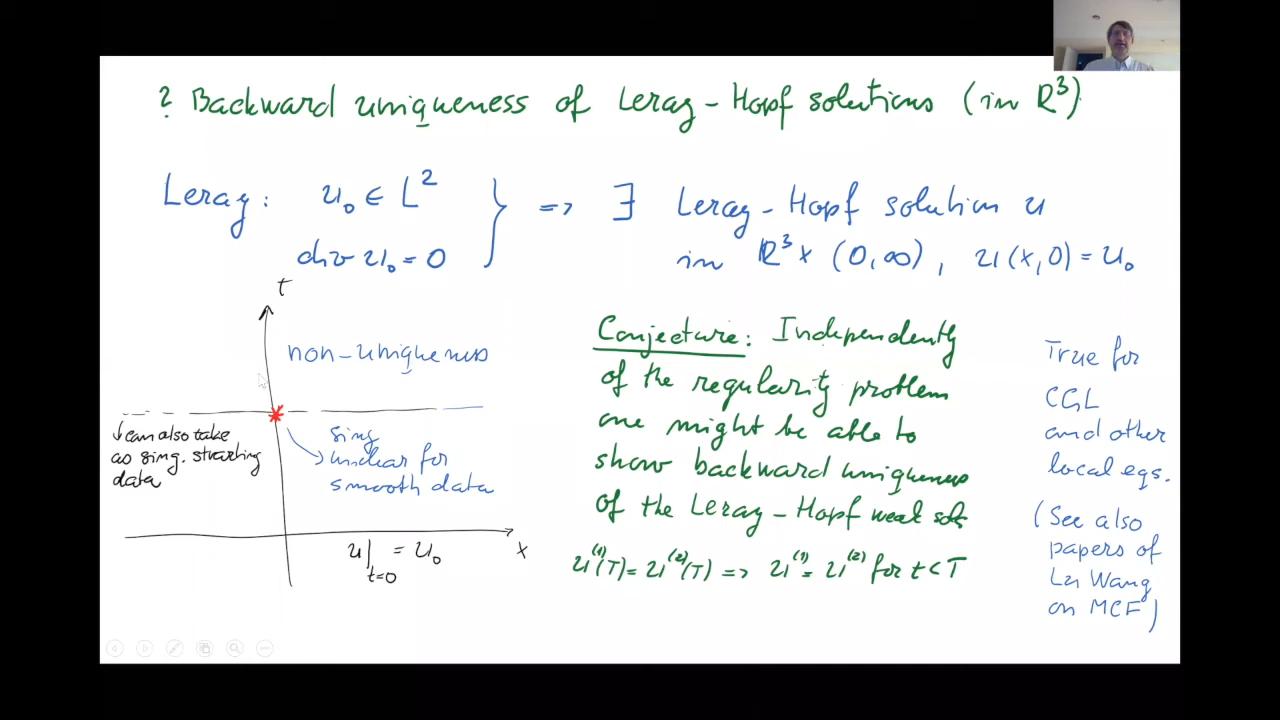 ? Backward uniqueness of Leray-Hopf solutions (in R³)
Leray: u₀ ∈ L² } => ∃ Leray-Hopf solution u
div u₀ = 0 in R³ × (0,∞), u(x,0) = u₀
t
non-uniqueness
↓ can also take
as sing. starting
data
sing
unclear for
smooth data
u|t=0 = u₀
x
Conjecture: Independently
of the regularity problem
one might be able to
show backward uniqueness
of the Leray-Hopf weak sols
u⁽¹⁾(T) = u⁽²⁾(T) => u⁽¹⁾ = u⁽²⁾ for t < T
True for
CGL
and other
local eqs.
(See also
papers of
Lu Wang
on MCF)